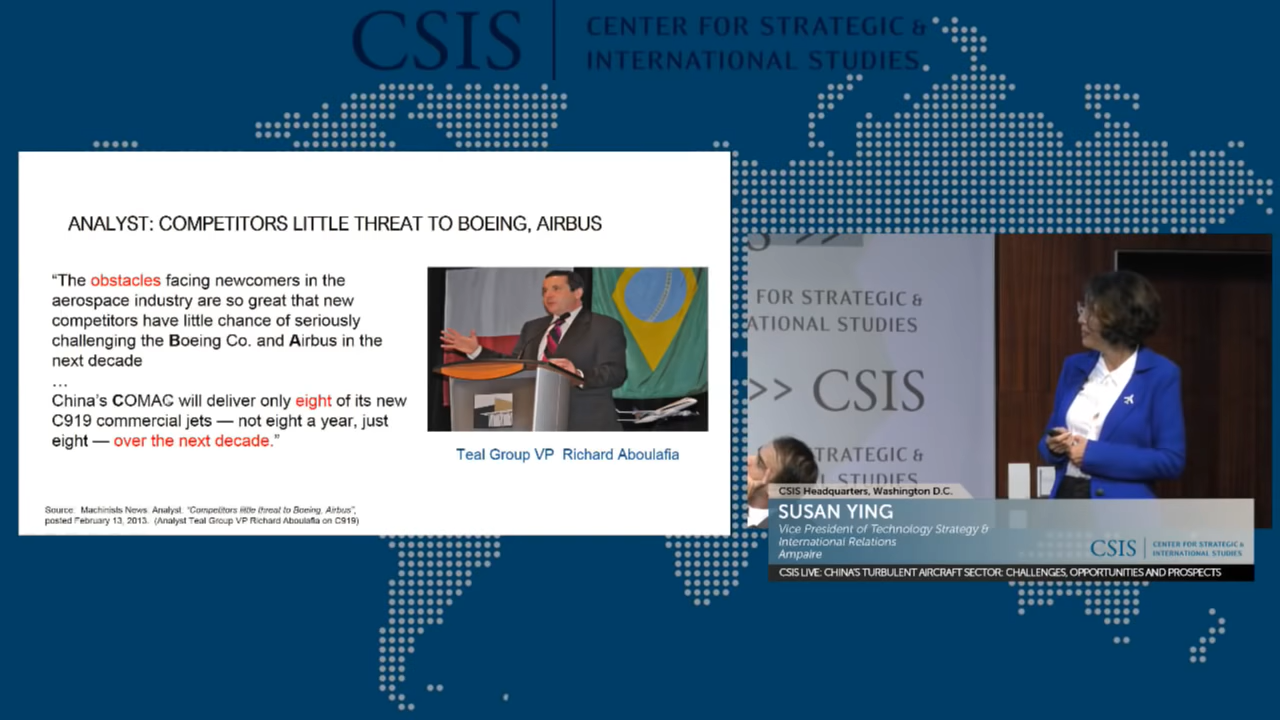 CSIS
CENTER FOR STRATEGIC &
INTERNATIONAL STUDIES
ANALYST: COMPETITORS LITTLE THREAT TO BOEING, AIRBUS
“The obstacles facing newcomers in the
aerospace industry are so great that new
competitors have little chance of seriously
challenging the Boeing Co. and Airbus in the
next decade
…
China’s COMAC will deliver only eight of its new
C919 commercial jets — not eight a year, just
eight — over the next decade.”
Teal Group VP Richard Aboulafia
Source: Machinists News: Analyst. “Competitors little threat to Boeing, Airbus”,
posted February 13, 2013. (Analyst Teal Group VP Richard Aboulafia on C919)
>>
FOR STRATEGIC &
ATIONAL STUDIES
>> CSIS
TRATEGIC &
L STUDIES
CSIS Headquarters, Washington D.C.
SUSAN YING
Vice President of Technology Strategy &
International Relations
Ampaire
CSIS
CENTER FOR STRATEGIC &
INTERNATIONAL STUDIES
CSIS LIVE: CHINA'S TURBULENT AIRCRAFT SECTOR: CHALLENGES, OPPORTUNITIES AND PROSPECTS